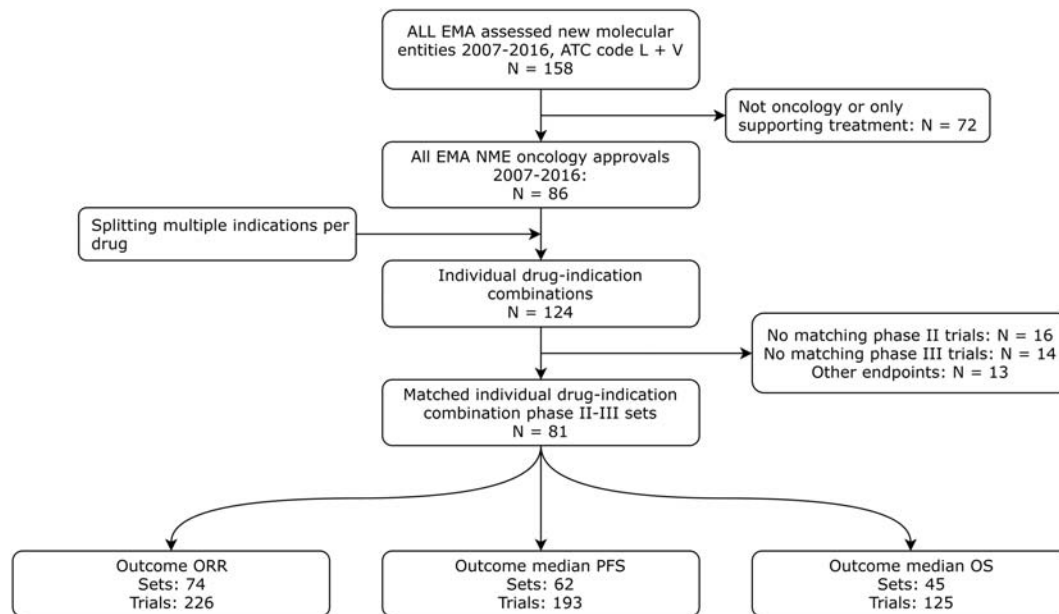 ALL EMA assessed new molecular
entities 2007-2016, ATC code L + V
N = 158
Not oncology or only
supporting treatment: N = 72
All EMA NME oncology approvals
2007-2016:
N = 86
Splitting multiple indications per
drug
Individual drug-indication
combinations
N = 124
No matching phase II trials: N = 16
No matching phase III trials: N = 14
Other endpoints: N = 13
Matched individual drug-indication
combination phase II-III sets
N = 81
Outcome ORR
Sets: 74
Trials: 226
Outcome median PFS
Sets: 62
Trials: 193
Outcome median OS
Sets: 45
Trials: 125